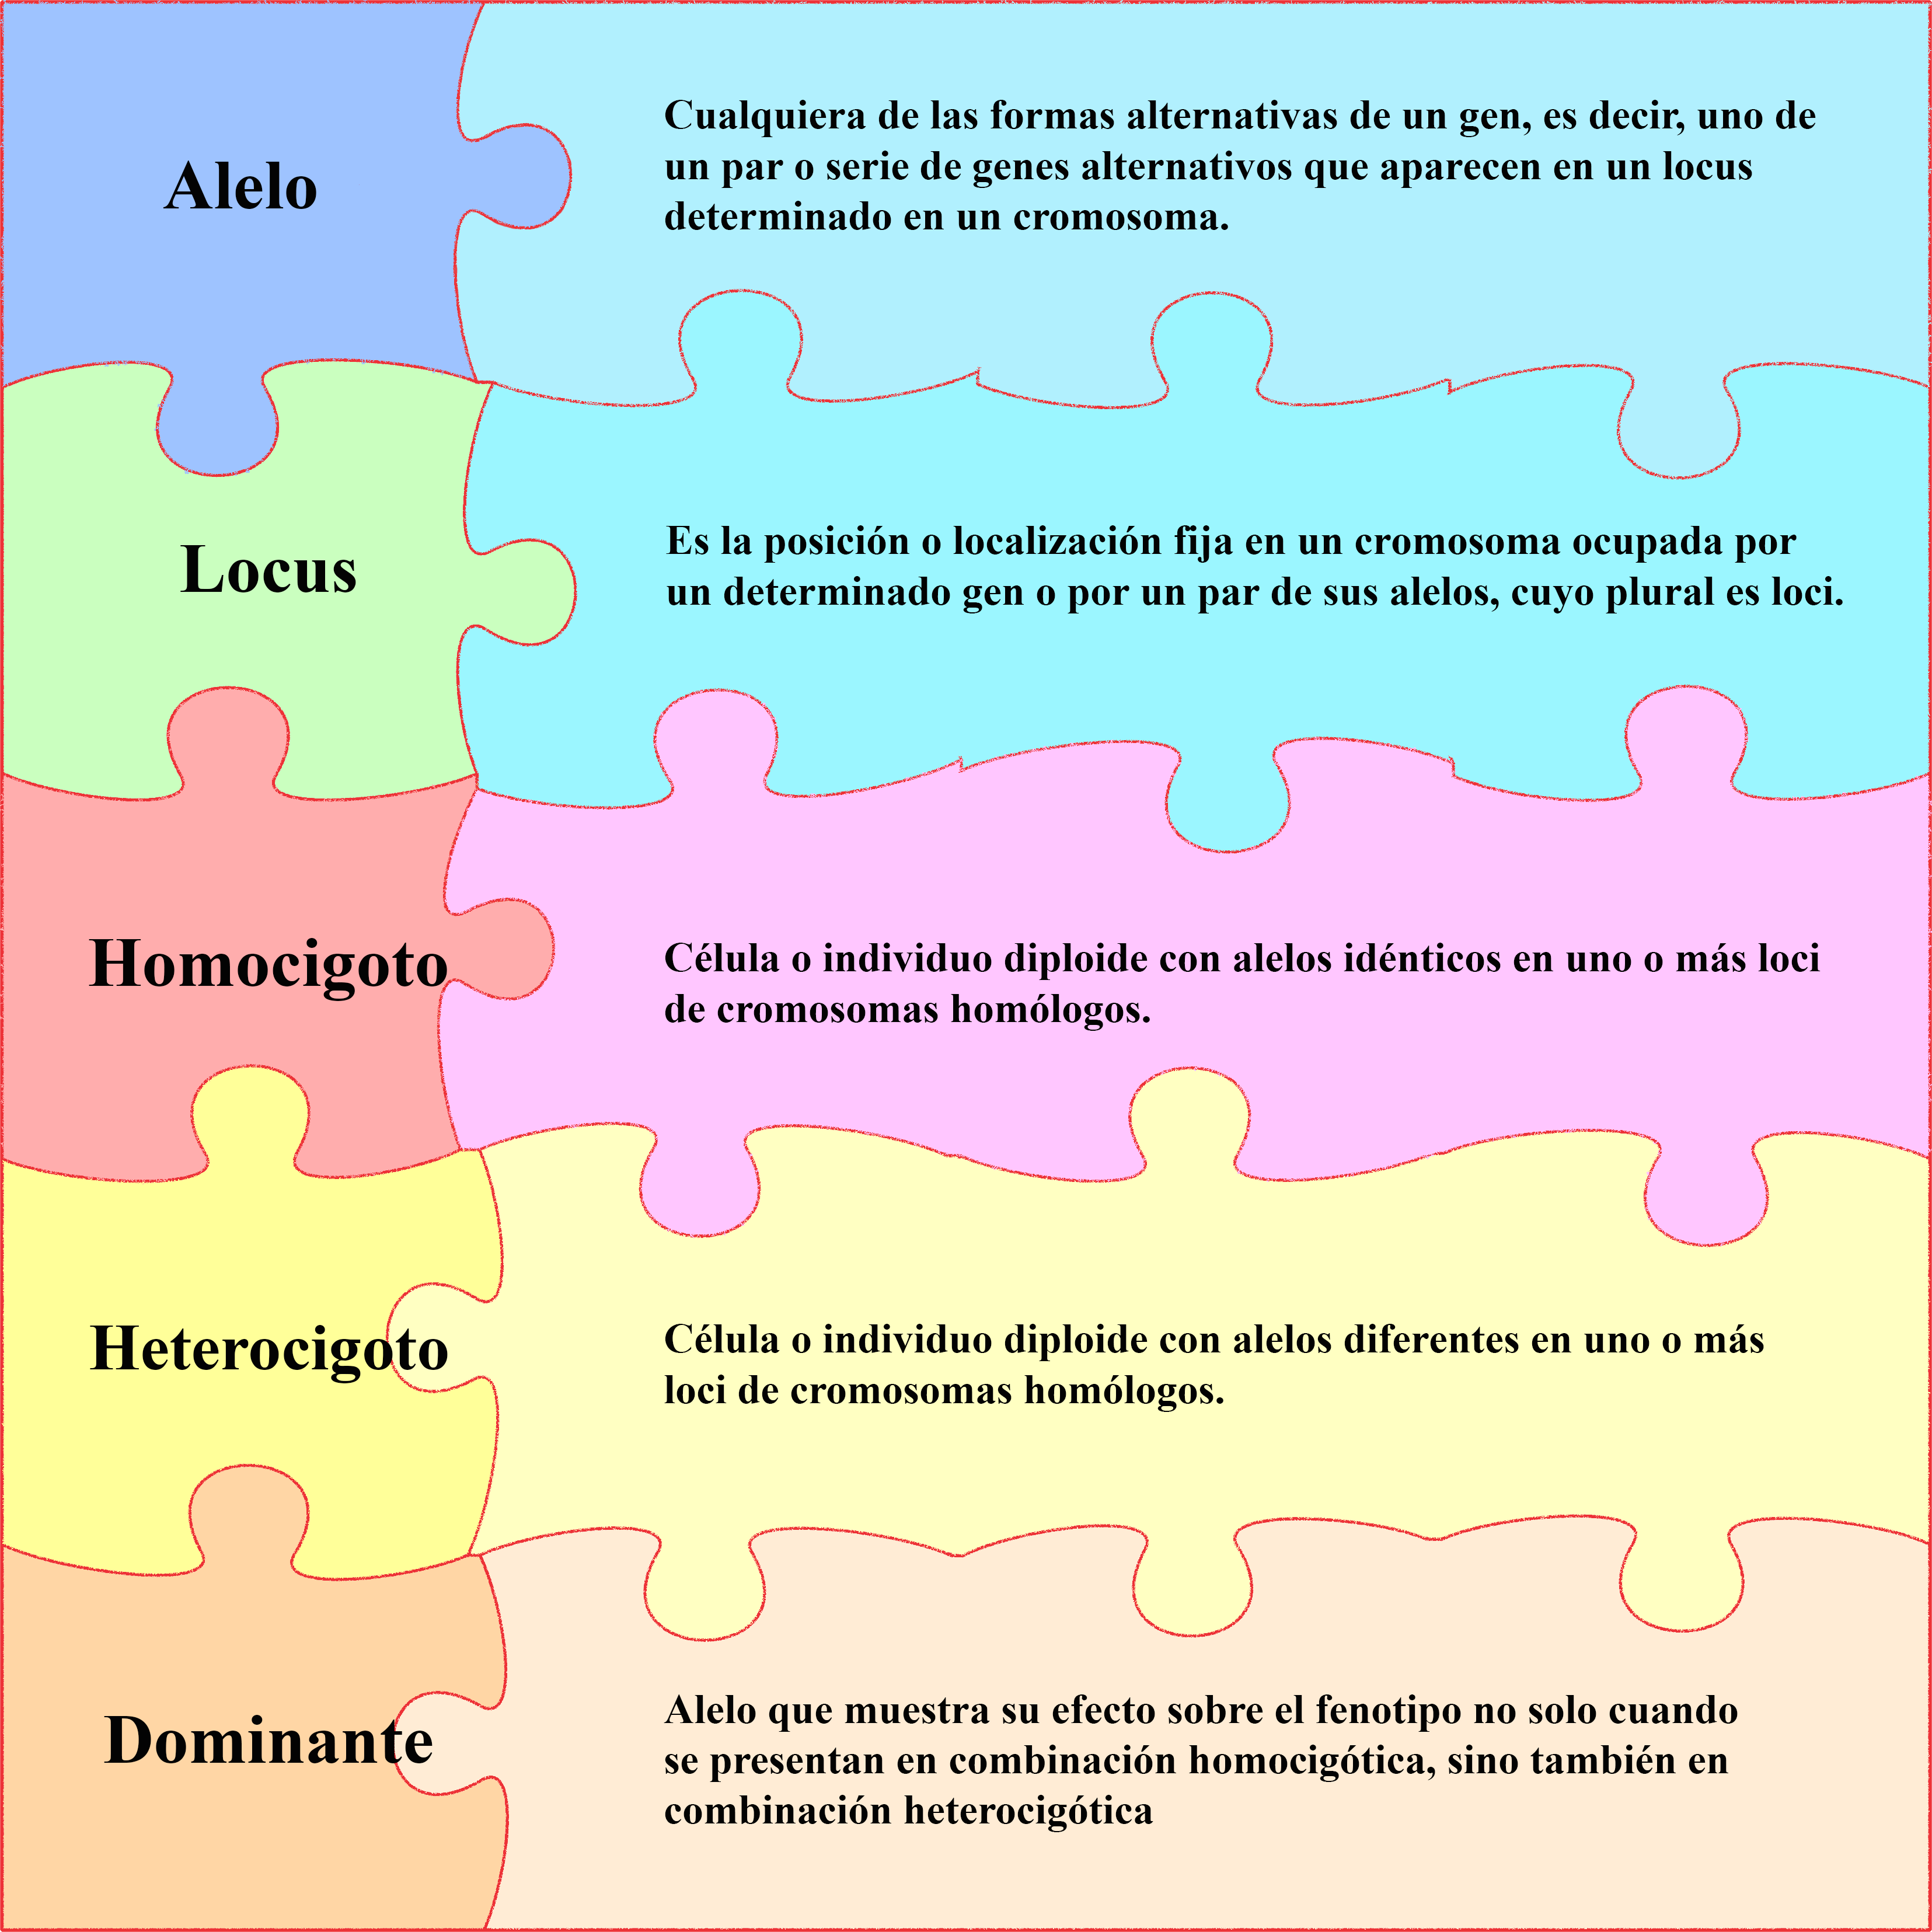 Alelo
Cualquiera de las formas alternativas de un gen, es decir, uno de
un par o serie de genes alternativos que aparecen en un locus
determinado en un cromosoma.
Locus
Es la posición o localización fija en un cromosoma ocupada por
un determinado gen o por un par de sus alelos, cuyo plural es loci.
Homocigoto
Célula o individuo diploide con alelos idénticos en uno o más loci
de cromosomas homólogos.
Heterocigoto
Célula o individuo diploide con alelos diferentes en uno o más
loci de cromosomas homólogos.
Dominante
Alelo que muestra su efecto sobre el fenotipo no solo cuando
se presentan en combinación homocigótica, sino también en
combinación heterocigótica